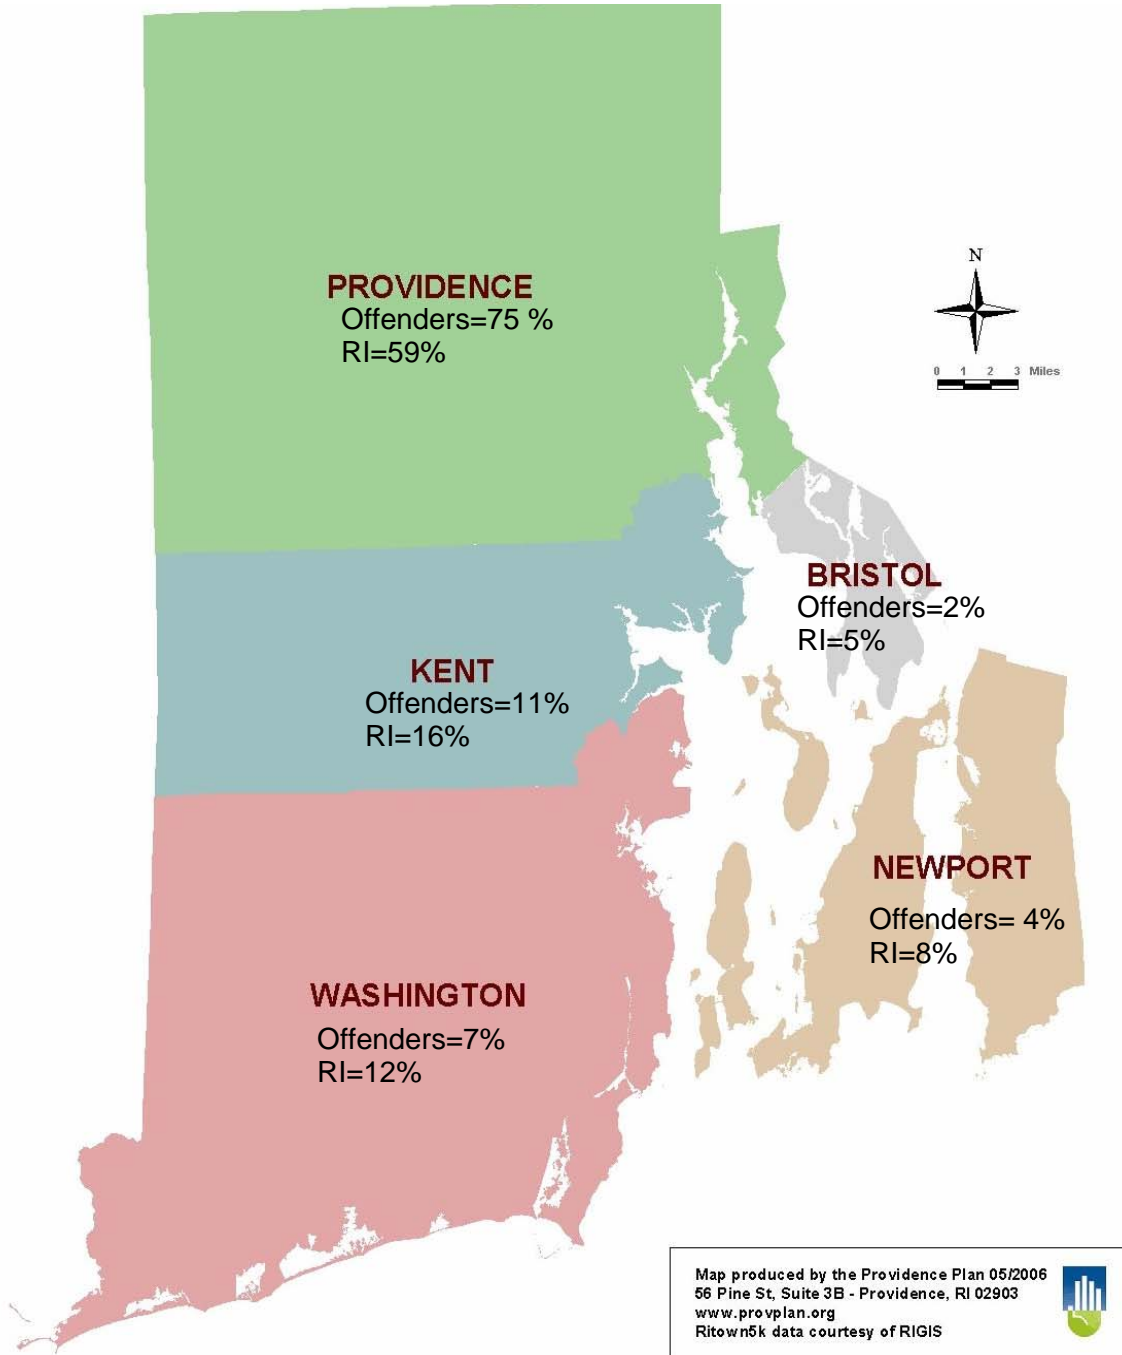 PROVIDENCE
Offenders=75 %
RI=59%
N
0 1 2 3 Miles
BRISTOL
Offenders=2%
RI=5%
KENT
Offenders=11%
RI=16%
NEWPORT
Offenders= 4%
RI=8%
WASHINGTON
Offenders=7%
RI=12%
Map produced by the Providence Plan 05/2006
56 Pine St, Suite 3B - Providence, RI 02903
www.provplan.org
Ritown5k data courtesy of RIGIS